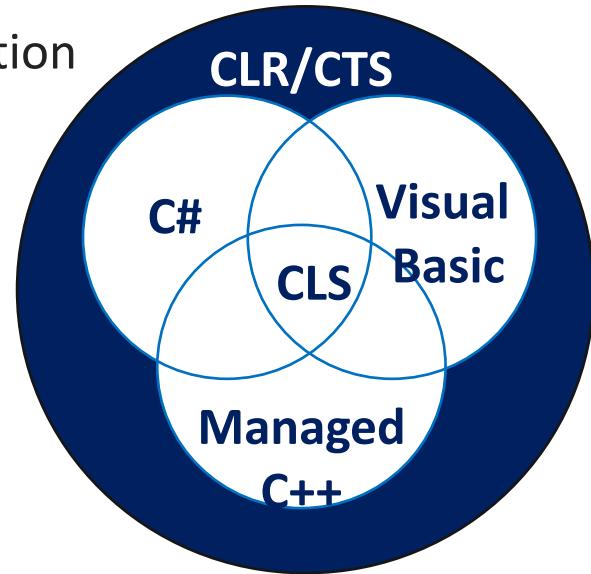 tion
CLR/CTS
C#
Visual
Basic
CLS
Managed
C++